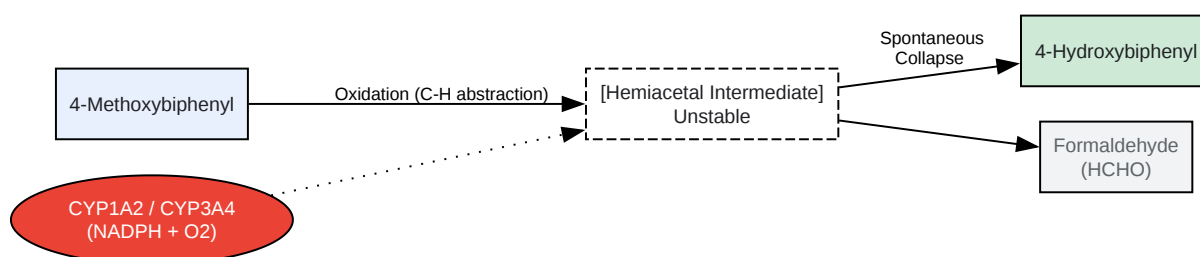 4-Methoxybiphenyl
Oxidation (C-H abstraction)
[Hemiacetal Intermediate]
Unstable
Spontaneous
Collapse
4-Hydroxybiphenyl
Formaldehyde
(HCHO)
CYP1A2 / CYP3A4
(NADPH + O2)